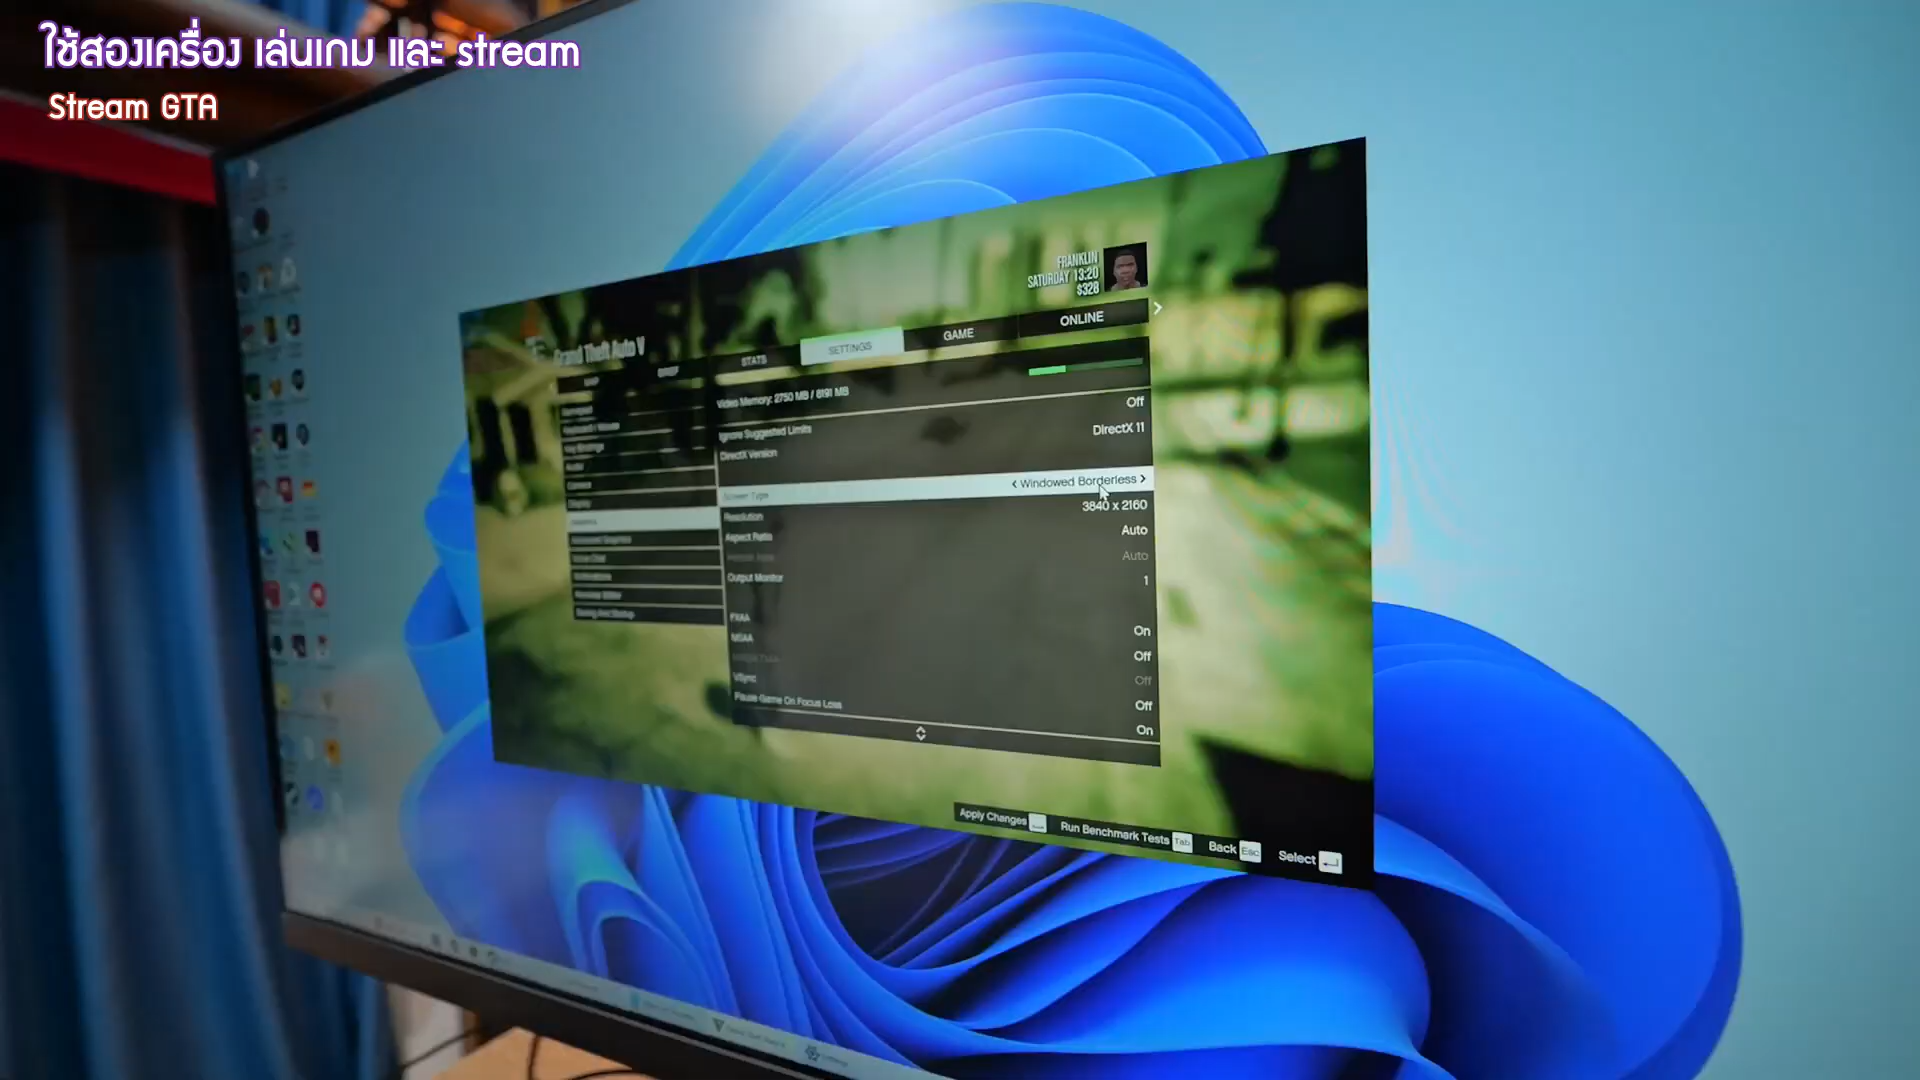 ใช้สองเครื่อง เล่นเกม และ stream
Stream GTA
FRANKLIN
SATURDAY 13:20
$328
Grand Theft Auto V
MAP
BRIEF
STATS
SETTINGS
GAME
ONLINE
Video Memory: 2750 MB / 8191 MB
Ignore Suggested Limits Off
DirectX Version DirectX 11
Screen Type < Windowed Borderless >
Resolution 3840 x 2160
Aspect Ratio Auto
Auto
Output Monitor 1
FXAA On
MSAA Off
Off
VSync Off
Pause Game On Focus Loss On
Apply Changes
Run Benchmark Tests Tab
Back Esc
Select